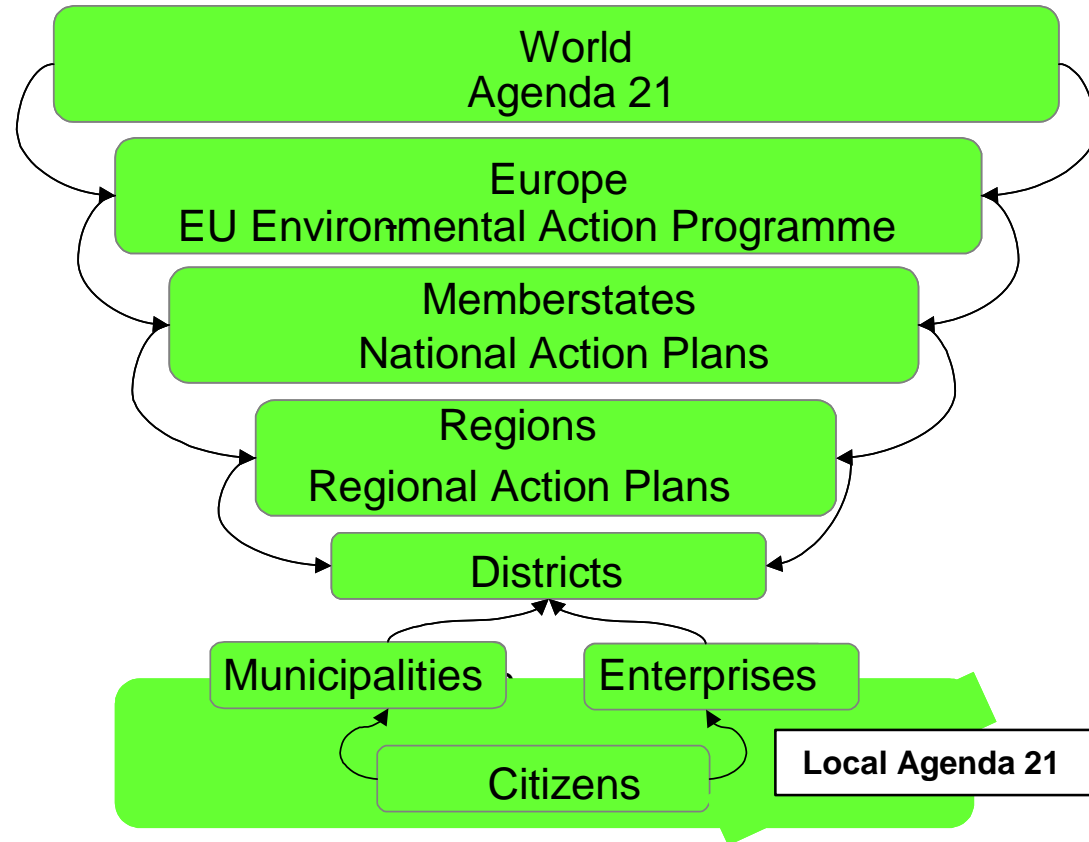 World
Agenda 21
Europe
EU Environmental Action Programme
Memberstates
National Action Plans
Regions
Regional Action Plans
Districts
Municipalities
Enterprises
Citizens
Local Agenda 21